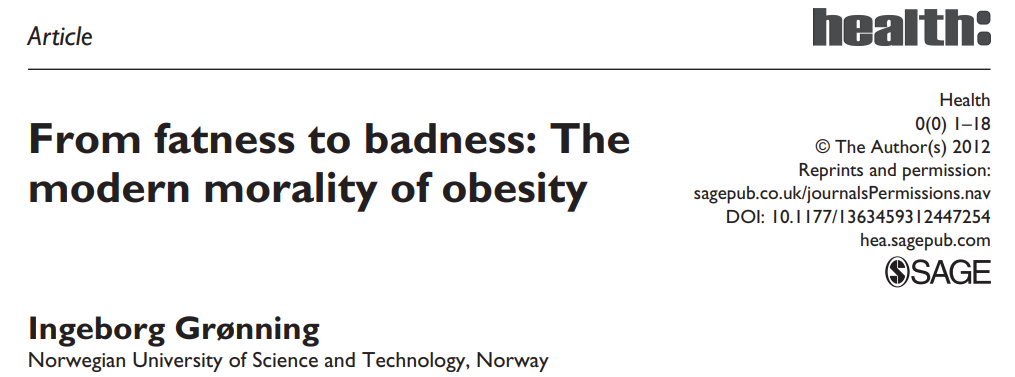 Article
health:
Health
0(0) 1–18
© The Author(s) 2012
Reprints and permission:
sagepub.co.uk/journalsPermissions.nav
DOI: 10.1177/1363459312447254
hea.sagepub.com
SAGE
From fatness to badness: The
modern morality of obesity
Ingeborg Grønning
Norwegian University of Science and Technology, Norway